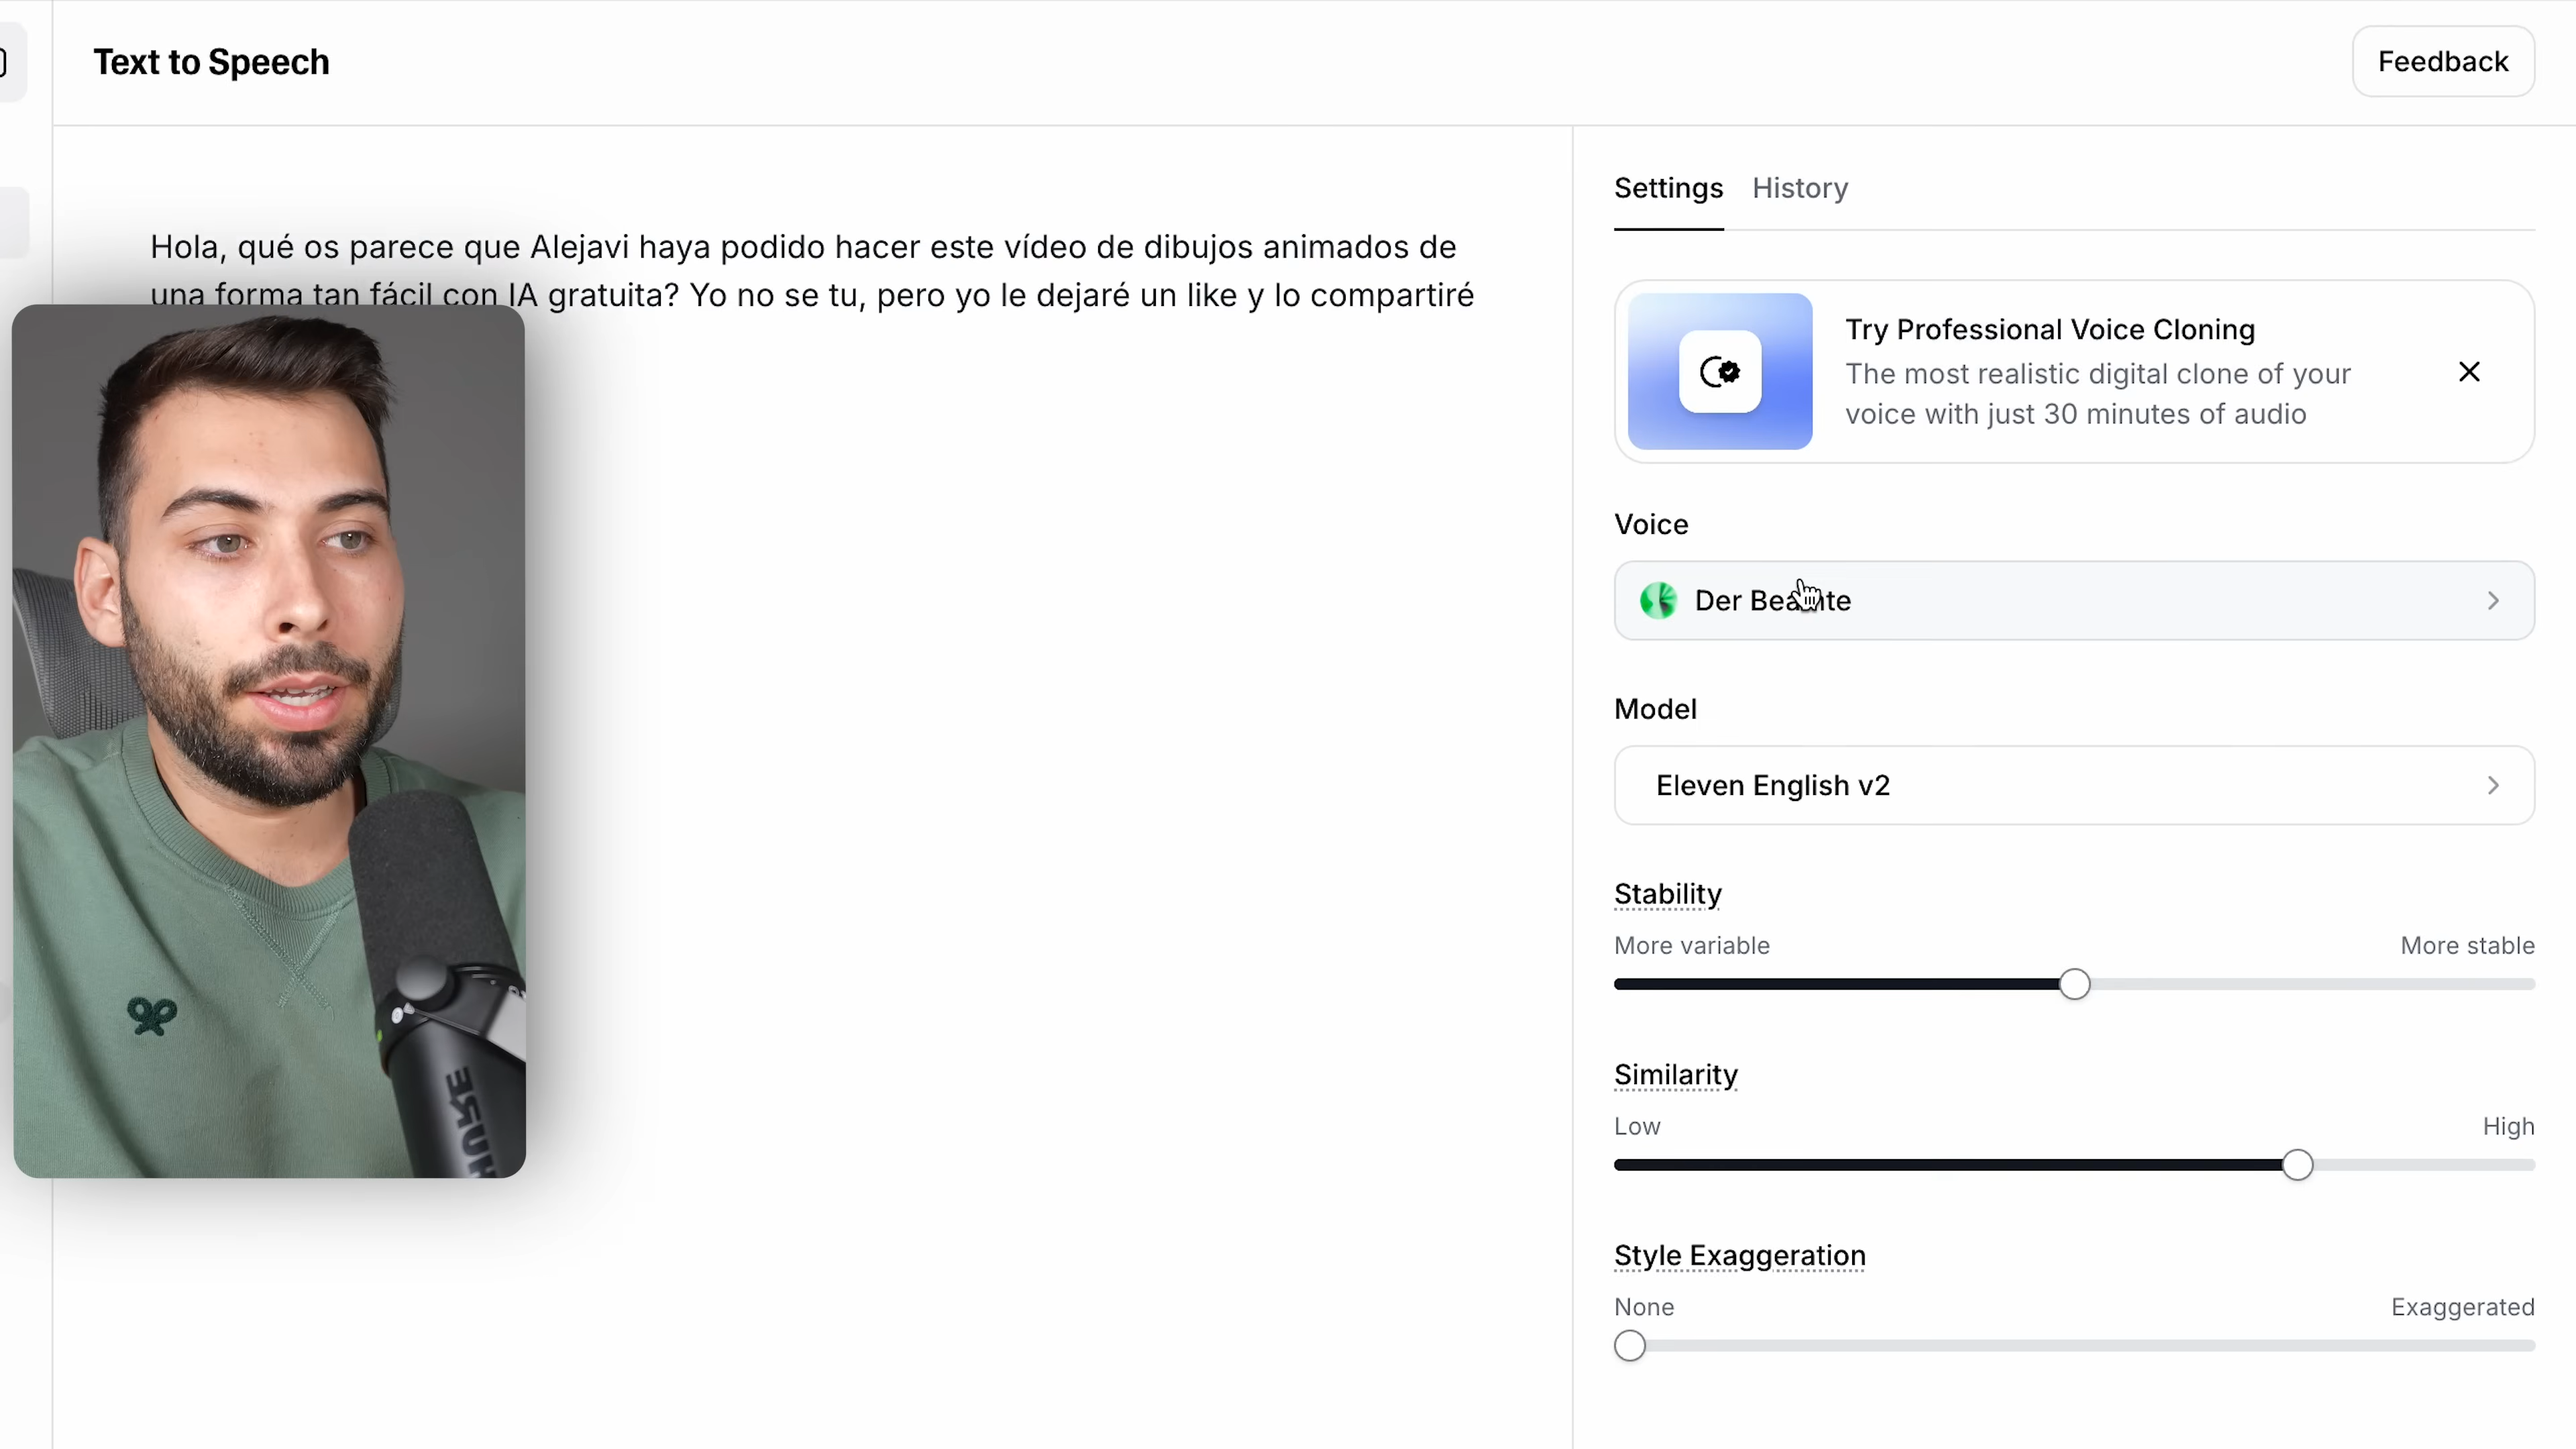 Text to Speech
Feedback
Hola, qué os parece que Alejavi haya podido hacer este vídeo de dibujos animados de
una forma tan fácil con IA gratuita? Yo no se tu, pero yo le dejaré un like y lo compartiré
Settings
History
Try Professional Voice Cloning
The most realistic digital clone of your
voice with just 30 minutes of audio
Voice
Der Beamte
Model
Eleven English v2
Stability
More variable
More stable
Similarity
Low
High
Style Exaggeration
None
Exaggerated
SHURE